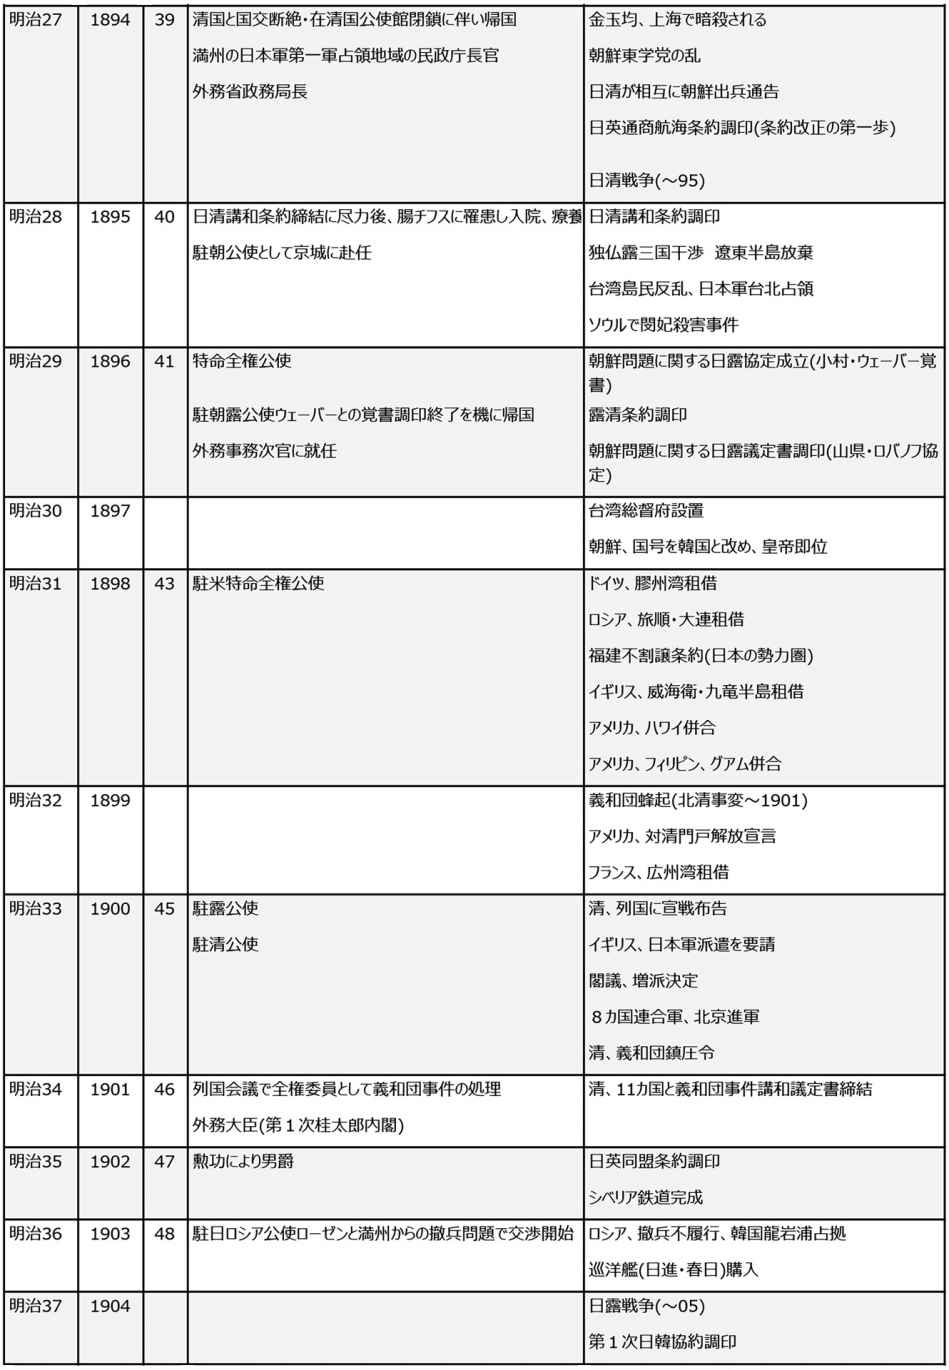 明治27 1894 39 清国と国交断絶・在清国公使館閉鎖に伴い帰国 金玉均、上海で暗殺される
満州の日本軍第一軍占領地域の民政庁長官 朝鮮東学党の乱
外務省政務局長 日清が相互に朝鮮出兵通告
日英通商航海条約調印(条約改正の第一歩)
日清戦争(～95)
明治28 1895 40 日清講和条約締結に尽力後、腸チフスに罹患し入院、療養 日清講和条約調印
駐朝公使として京城に赴任 独仏露三国干渉 遼東半島放棄
台湾島民反乱、日本軍台北占領
ソウルで閔妃殺害事件
明治29 1896 41 特命全権公使 朝鮮問題に関する日露協定成立(小村・ウェーバー覚
書)
駐朝露公使ウェーバーとの覚書調印終了を機に帰国 露清条約調印
外務事務次官に就任 朝鮮問題に関する日露議定書調印(山県・ロバノフ協
定)
明治30 1897 台湾総督府設置
朝鮮、国号を韓国と改め、皇帝即位
明治31 1898 43 駐米特命全権公使 ドイツ、膠州湾租借
ロシア、旅順・大連租借
福建不割譲条約(日本の勢力圏)
イギリス、威海衛・九竜半島租借
アメリカ、ハワイ併合
アメリカ、フィリピン、グアム併合
明治32 1899 義和団蜂起(北清事変～1901)
アメリカ、対清門戸解放宣言
フランス、広州湾租借
明治33 1900 45 駐露公使 清、列国に宣戦布告
駐清公使 イギリス、日本軍派遣を要請
閣議、増派決定
８カ国連合軍、北京進軍
清、義和団鎮圧令
明治34 1901 46 列国会議で全権委員として義和団事件の処理 清、11カ国と義和団事件講和議定書締結
外務大臣(第１次桂太郎内閣)
明治35 1902 47 勲功により男爵 日英同盟条約調印
シベリア鉄道完成
明治36 1903 48 駐日ロシア公使ローゼンと満州からの撤兵問題で交渉開始 ロシア、撤兵不履行、韓国龍岩浦占拠
巡洋艦(日進・春日)購入
明治37 1904 日露戦争(～05)
第１次日韓協約調印